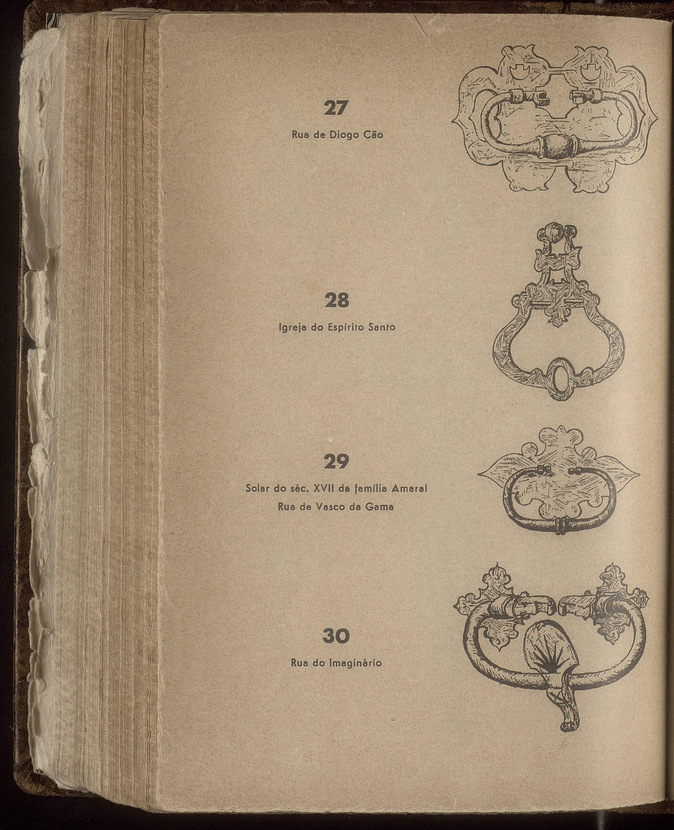 27
Rua de Diogo Cão
28
Igreja do Espírito Santo
29
Solar do séc. XVII da família Amaral
Rua de Vasco da Gama
30
Rua do Imaginário